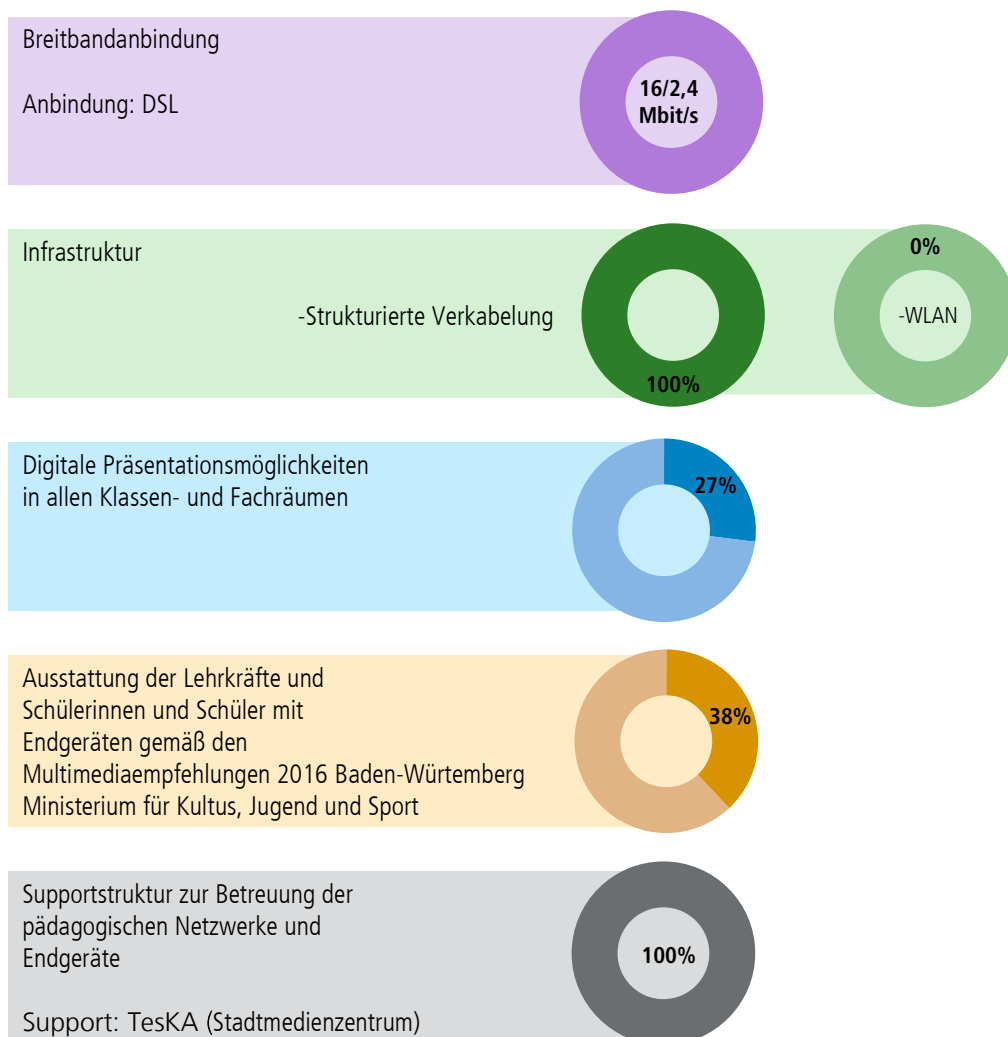 Breitbandanbindung
Anbindung: DSL
16/2,4
Mbit/s
Infrastruktur
-Strukturierte Verkabelung
100%
0%
-WLAN
Digitale Präsentationsmöglichkeiten
in allen Klassen- und Fachräumen
27%
Ausstattung der Lehrkräfte und
Schülerinnen und Schüler mit
Endgeräten gemäß den
Multimediaempfehlungen 2016 Baden-Würtemberg
Ministerium für Kultus, Jugend und Sport
38%
Supportstruktur zur Betreuung der
pädagogischen Netzwerke und
Endgeräte
Support: TesKA (Stadtmedienzentrum)
100%